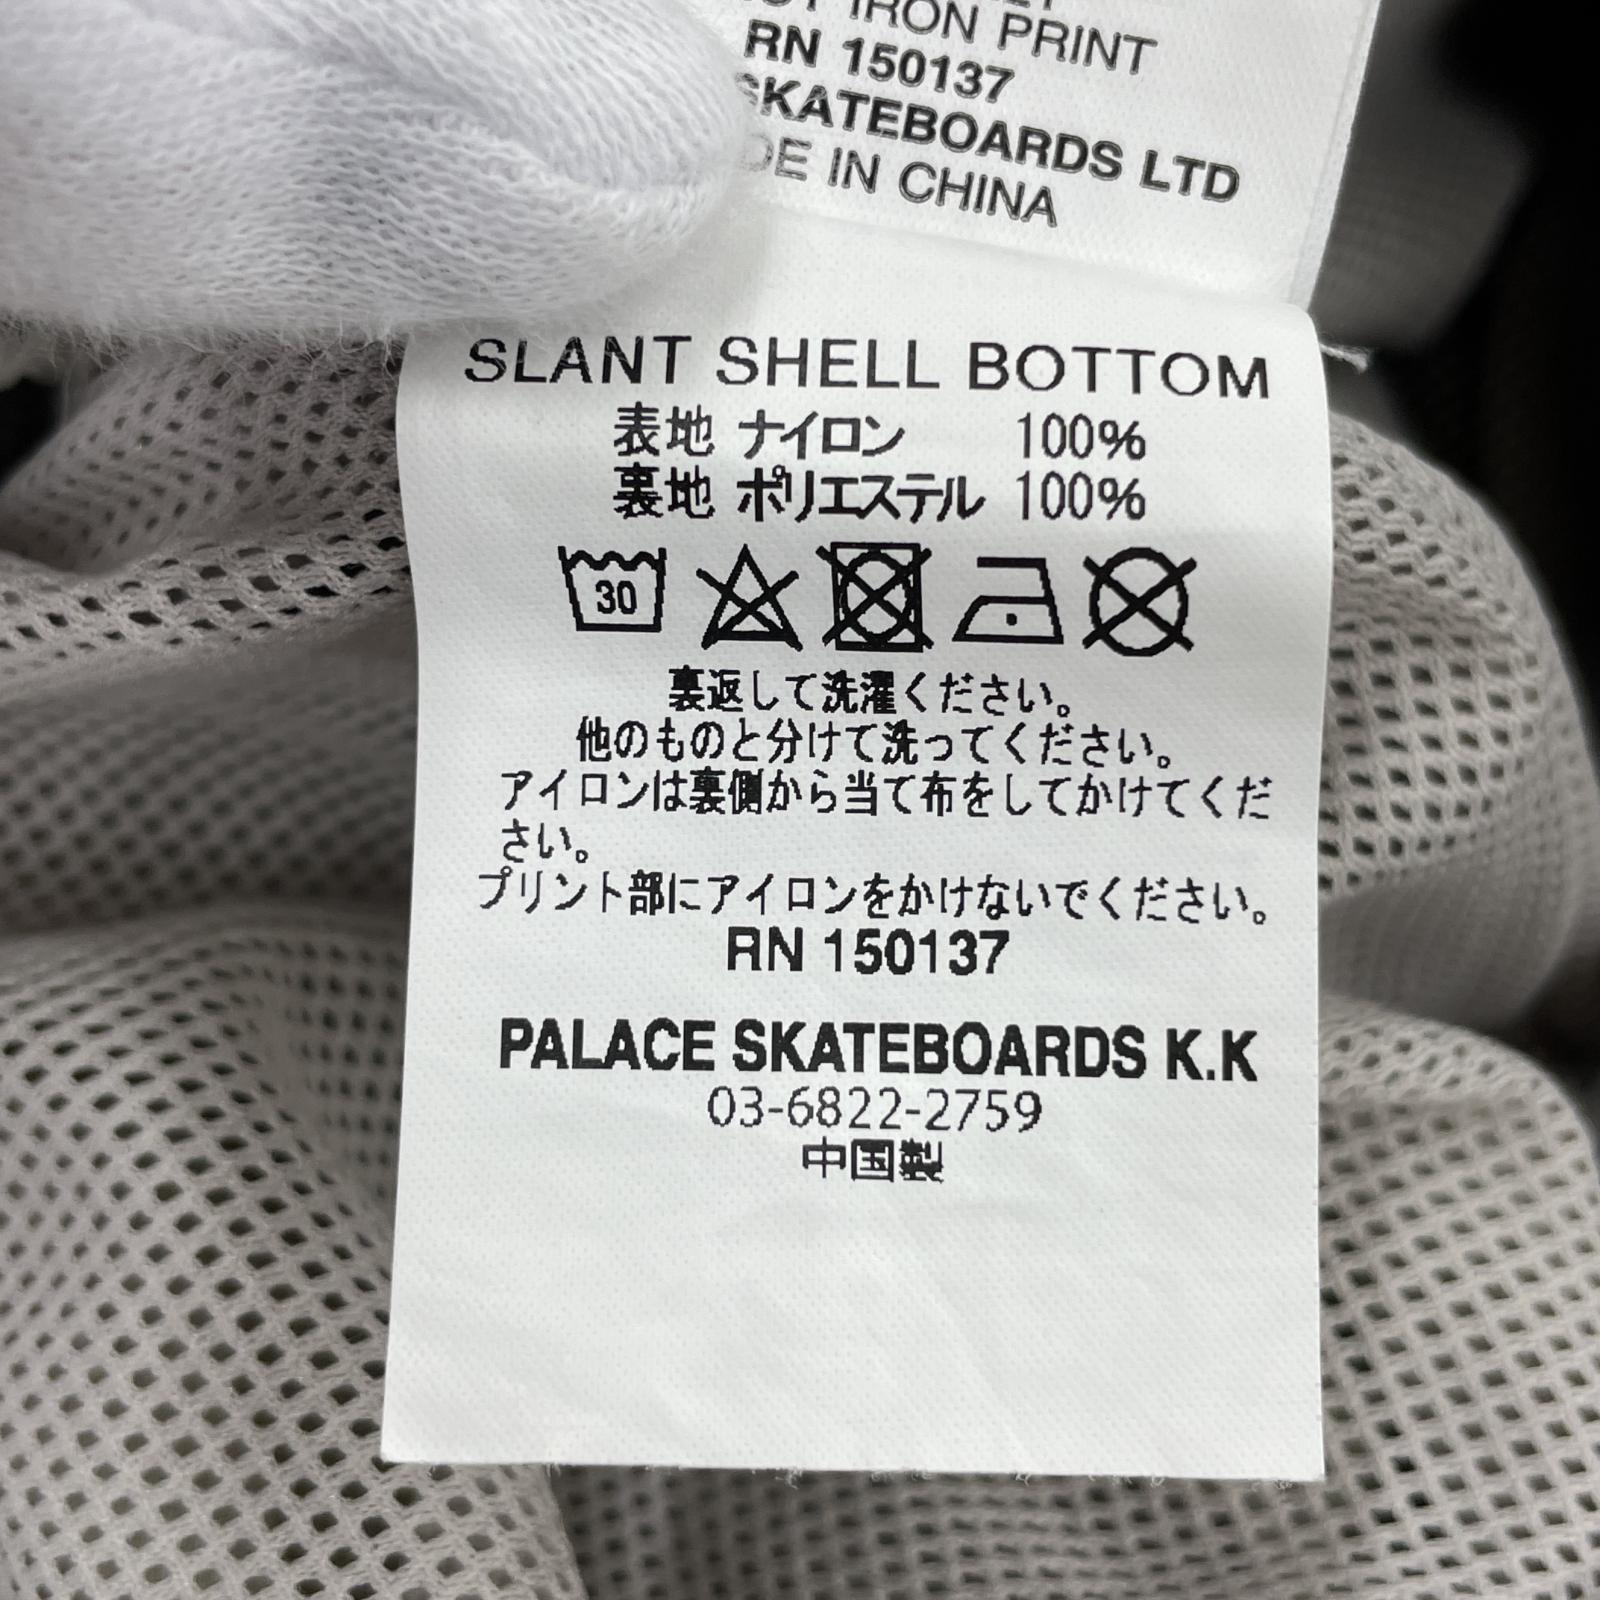 IRON PRINT
RN 150137
SKATEBOARDS LTD
IN CHINA
SLANT SHELL BOTTOM
表地 ナイロン 100%
裏地 ポリエステル 100%
30
裏返して洗濯ください。
他のものと分けて洗ってください。
アイロンは裏側から当て布をしてかけてくだ
さい。
プリント部にアイロンをかけないでください。
RN 150137
PALACE SKATEBOARDS K.K
03-6822-2759
中国製